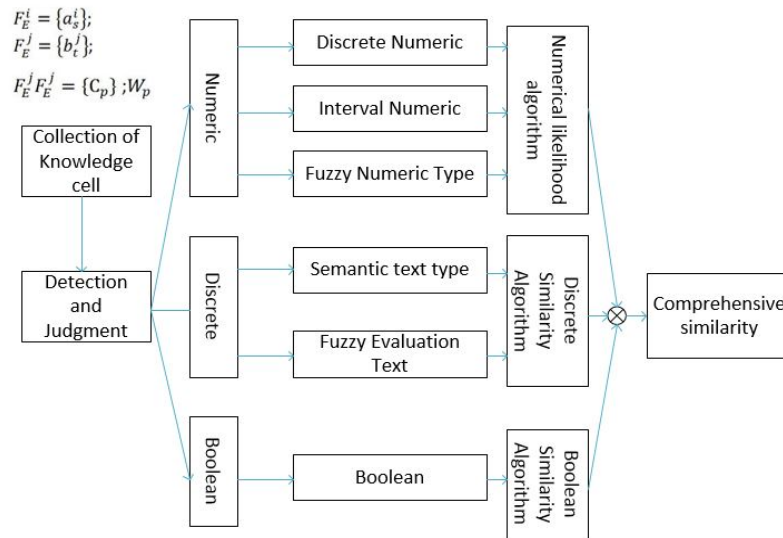 F_E^i = {a_s^i};
F_E^j = {b_t^j};
F_E^j F_E^j = {C_p} ;W_p
Collection of
Knowledge
cell
Detection
and
Judgment
Numeric
Discrete
Boolean
Discrete Numeric
Interval Numeric
Fuzzy Numeric Type
Semantic text type
Fuzzy Evaluation
Text
Boolean
Numerical likelihood
algorithm
Discrete
Similarity
Algorithm
Boolean
Similarity
Algorithm
Comprehensive
similarity